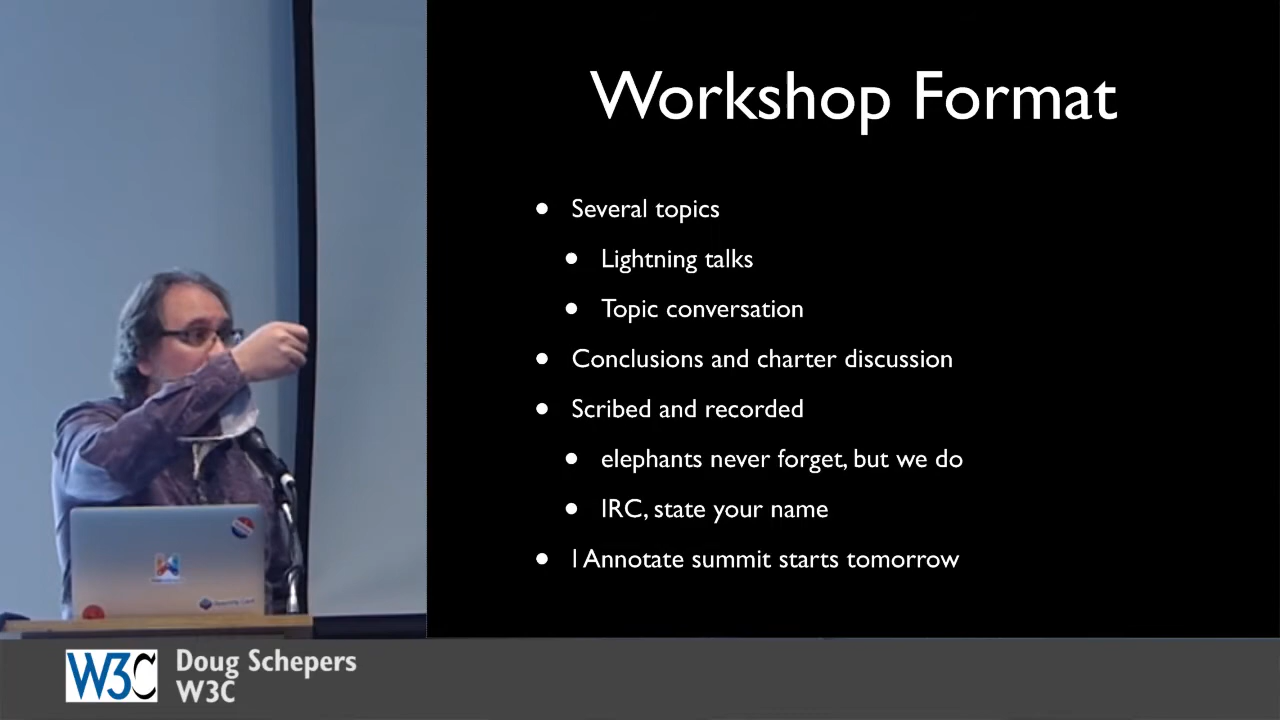 Workshop Format
• Several topics
• Lightning talks
• Topic conversation
• Conclusions and charter discussion
• Scribed and recorded
• elephants never forget, but we do
• IRC, state your name
• I Annotate summit starts tomorrow
W3C
Doug Schepers
W3C